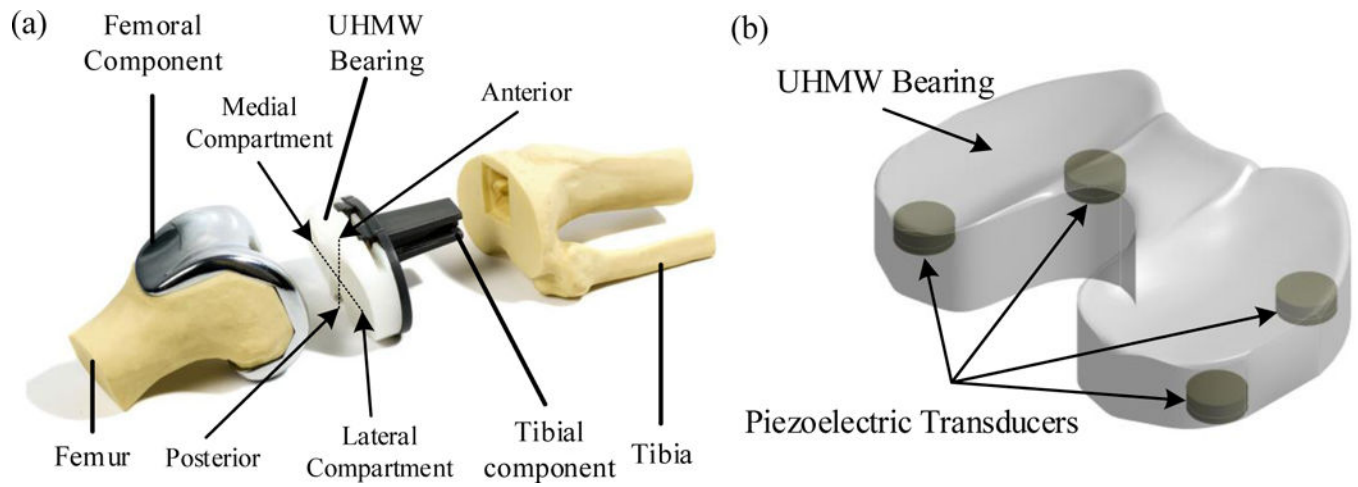 (a)
Femoral
Component
UHMW
Bearing
Medial
Compartment
Anterior
Femur
Posterior
Lateral
Compartment
Tibial
component
Tibia
(b)
UHMW Bearing
Piezoelectric Transducers